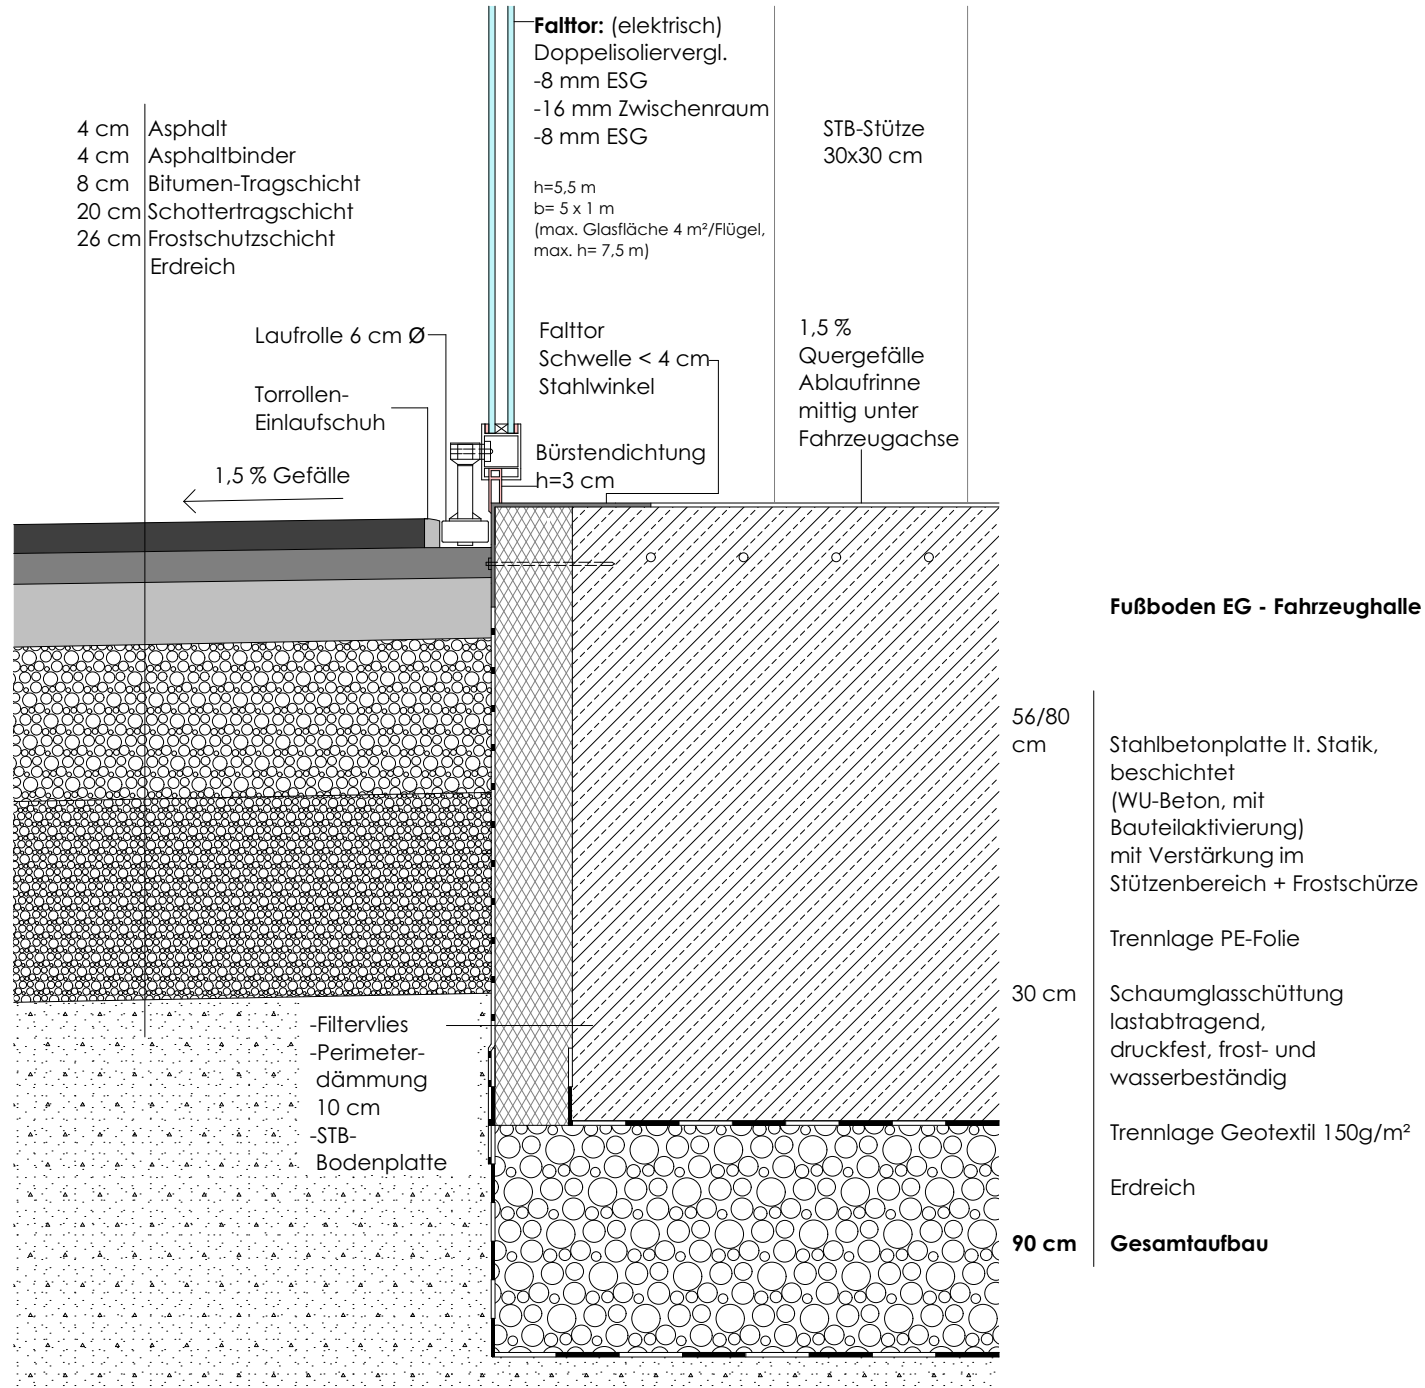 Falttor: (elektrisch)
Doppelisoliervergl.
-8 mm ESG
-16 mm Zwischenraum
-8 mm ESG
h=5,5 m
b= 5 x 1 m
(max. Glasfläche 4 m²/Flügel,
max. h= 7,5 m)
4 cm Asphalt
4 cm Asphaltbinder
8 cm Bitumen-Tragschicht
20 cm Schottertragschicht
26 cm Frostschutzschicht
Erdreich
STB-Stütze
30x30 cm
Laufrolle 6 cm Ø
Torrollen-
Einlaufschuh
1,5 % Gefälle
Falttor
Schwelle < 4 cm
Stahlwinkel
Bürstendichtung
h=3 cm
1,5 %
Quergefälle
Ablaufrinne
mittig unter
Fahrzeugachse
Fußboden EG - Fahrzeughalle
56/80
cm Stahlbetonplatte lt. Statik,
beschichtet
(WU-Beton, mit
Bauteilaktivierung)
mit Verstärkung im
Stützenbereich + Frostschürze
Trennlage PE-Folie
30 cm Schaumglasschüttung
lastabtragend,
druckfest, frost- und
wasserbeständig
Trennlage Geotextil 150g/m²
Erdreich
90 cm Gesamtaufbau
-Filtervlies
-Perimeter-
dämmung
10 cm
-STB-
Bodenplatte